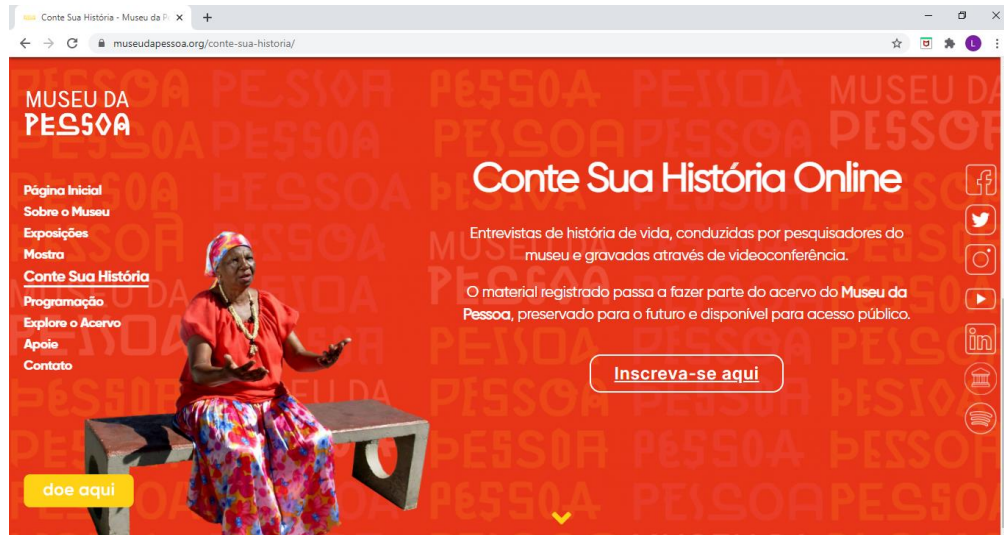 Conte Sua História - Museu da P
museudapessoa.org/conte-sua-historia/
L
MUSEU DA
PESSOA
Página Inicial
Sobre o Museu
Exposições
Mostra
Conte Sua História
Programação
Explore o Acervo
Apoie
Contato
doe aqui
Conte Sua História Online
Entrevistas de história de vida, conduzidas por pesquisadores do
museu e gravadas através de videoconferência.
O material registrado passa a fazer parte do acervo do Museu da
Pessoa, preservado para o futuro e disponível para acesso público.
Inscreva-se aqui